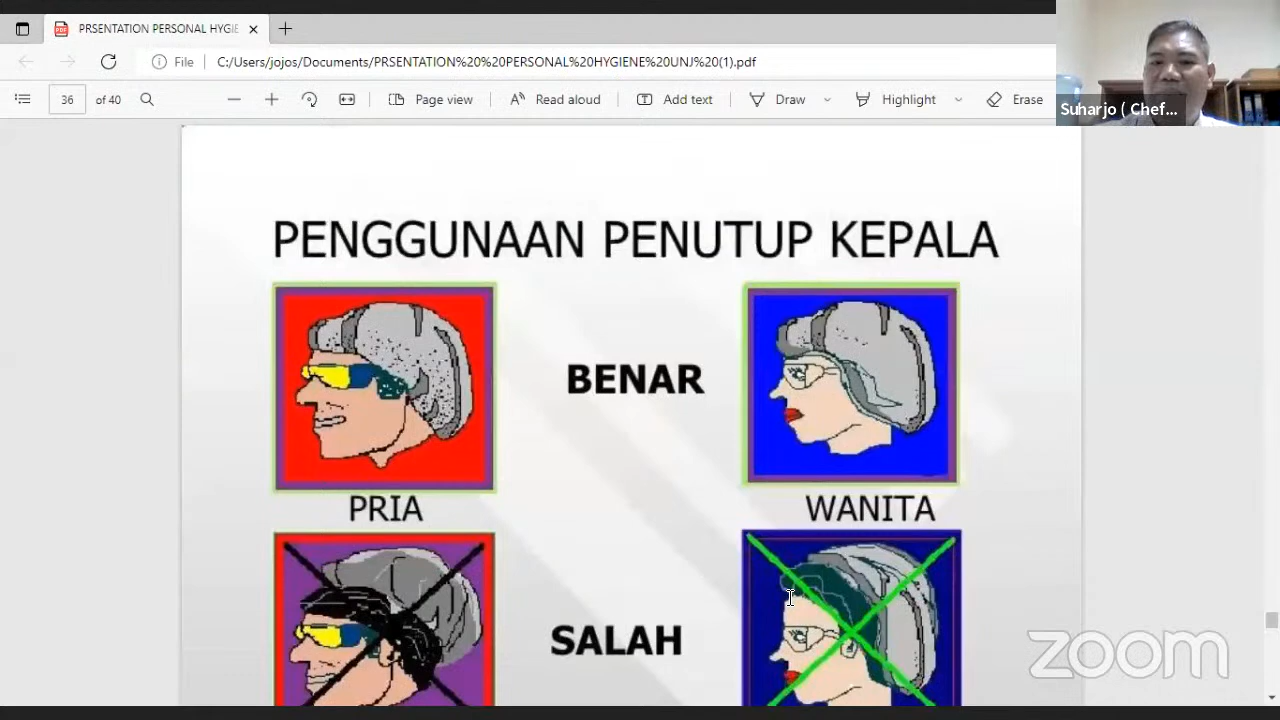 PRSENTATION PERSONAL HYGIE
File C:/Users/jojos/Documents/PRSENTATION%20%20PERSONAL%20HYGIENE%20UNJ%20(1).pdf
36 of 40 Page view Read aloud Add text Draw Highlight Erase
Suharjo ( Chef...
PENGGUNAAN PENUTUP KEPALA
BENAR
PRIA WANITA
SALAH
zoom